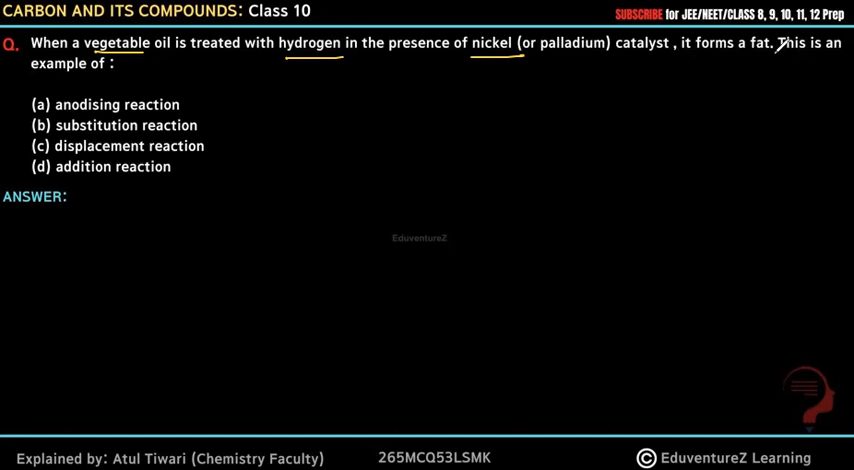 CARBON AND ITS COMPOUNDS: Class 10
SUBSCRIBE for JEE/NEET/CLASS 8, 9, 10, 11, 12 Prep
Q. When a vegetable oil is treated with hydrogen in the presence of nickel (or palladium) catalyst , it forms a fat. This is an
example of :
(a) anodising reaction
(b) substitution reaction
(c) displacement reaction
(d) addition reaction
ANSWER:
EduventureZ
Explained by: Atul Tiwari (Chemistry Faculty)
265MCQ53LSMK
© EduventureZ Learning